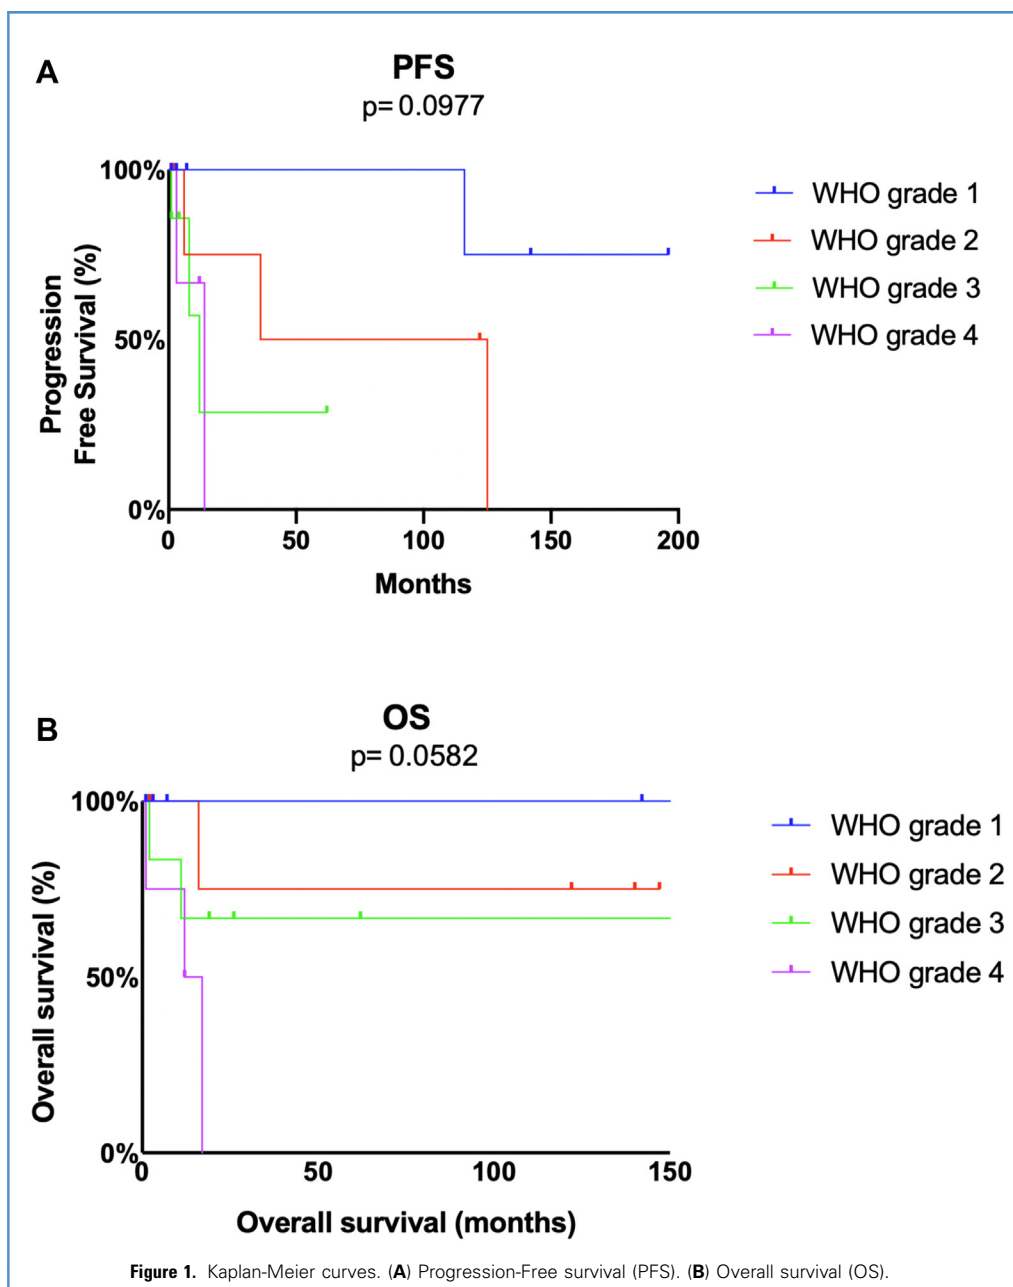 A
PFS
p= 0.0977
100%
50%
0%
Progression
Free Survival (%)
0
50
100
150
200
Months
WHO grade 1
WHO grade 2
WHO grade 3
WHO grade 4
B
OS
p= 0.0582
100%
50%
0%
Overall survival (%)
0
50
100
150
Overall survival (months)
WHO grade 1
WHO grade 2
WHO grade 3
WHO grade 4
Figure 1. Kaplan-Meier curves. (A) Progression-Free survival (PFS). (B) Overall survival (OS).